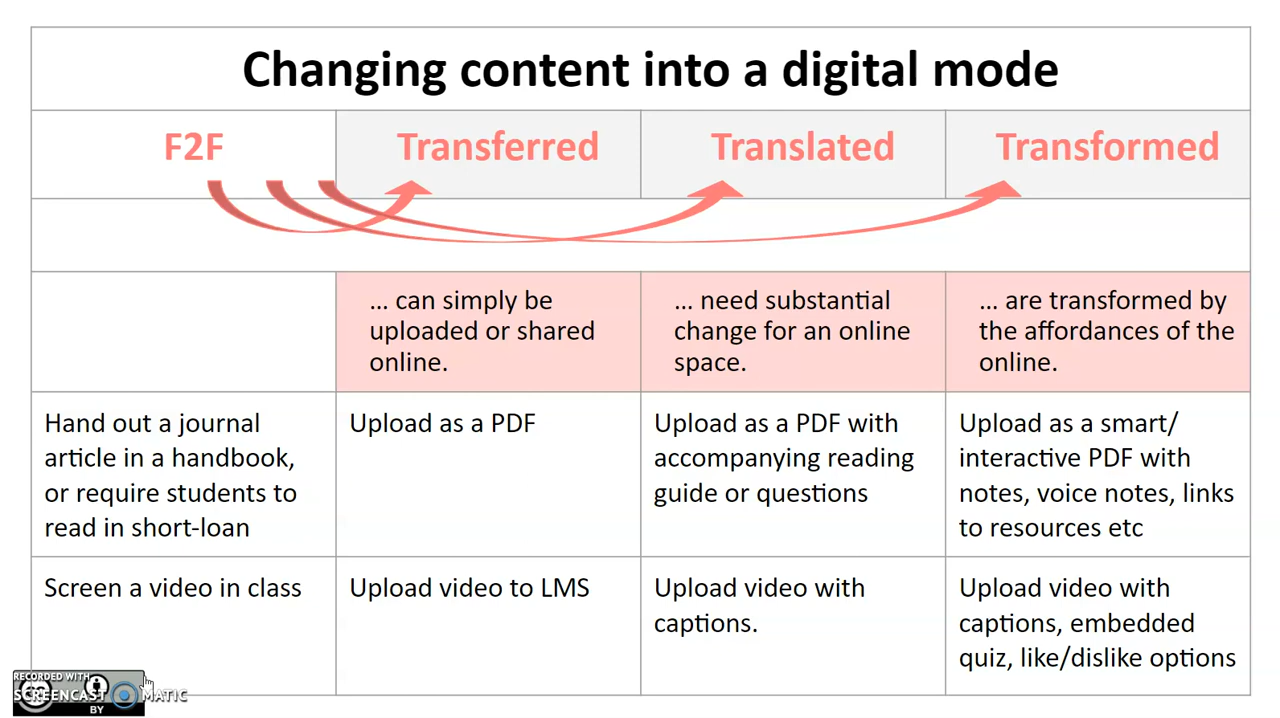 Changing content into a digital mode
F2F
Transferred
Translated
Transformed
... can simply be
uploaded or shared
online.
... need substantial
change for an online
space.
... are transformed by
the affordances of the
online.
Hand out a journal
article in a handbook,
or require students to
read in short-loan
Upload as a PDF
Upload as a PDF with
accompanying reading
guide or questions
Upload as a smart/
interactive PDF with
notes, voice notes, links
to resources etc
Screen a video in class
Upload video to LMS
Upload video with
captions.
Upload video with
captions, embedded
quiz, like/dislike options
RECORDED WITH
SCREENCAST MATIC
BY